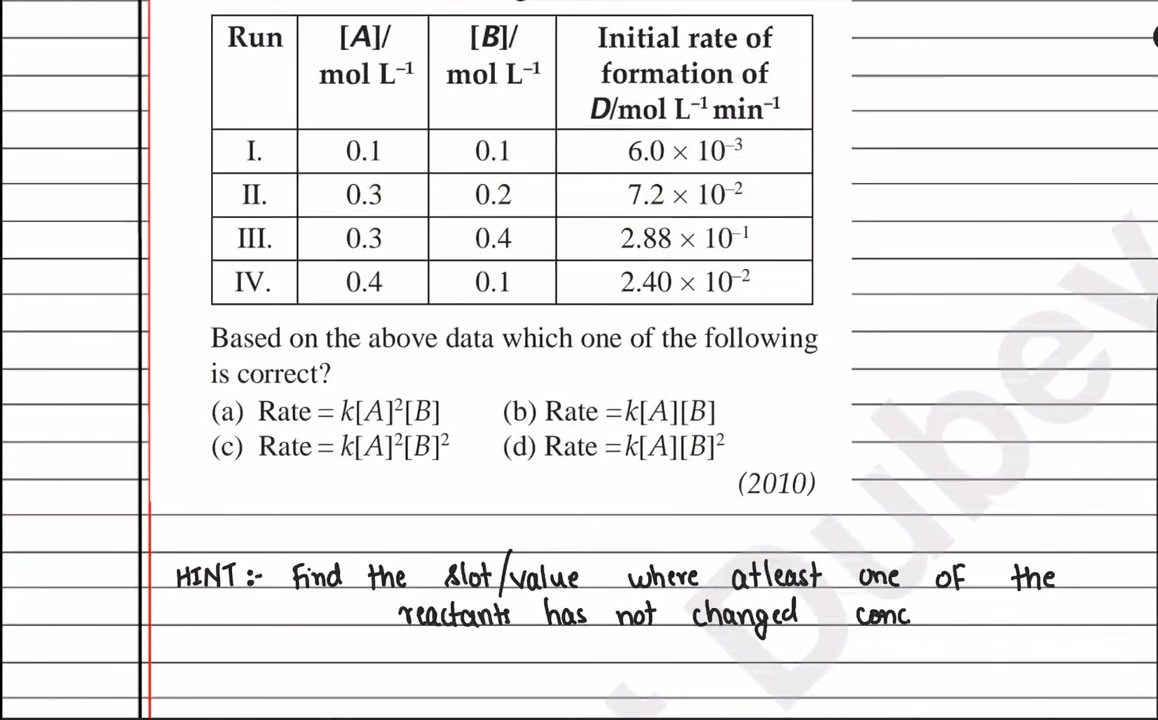 Run [A]/ [B]/ Initial rate of
mol L⁻¹ mol L⁻¹ formation of
D/mol L⁻¹ min⁻¹
I. 0.1 0.1 6.0 × 10⁻³
II. 0.3 0.2 7.2 × 10⁻²
III. 0.3 0.4 2.88 × 10⁻¹
IV. 0.4 0.1 2.40 × 10⁻²
Based on the above data which one of the following
is correct?
(a) Rate = k[A]²[B] (b) Rate =k[A][B]
(c) Rate = k[A]²[B]² (d) Rate =k[A][B]²
(2010)
HINT :- Find the slot/value where atleast one of the
reactants has not changed conc
Dubey